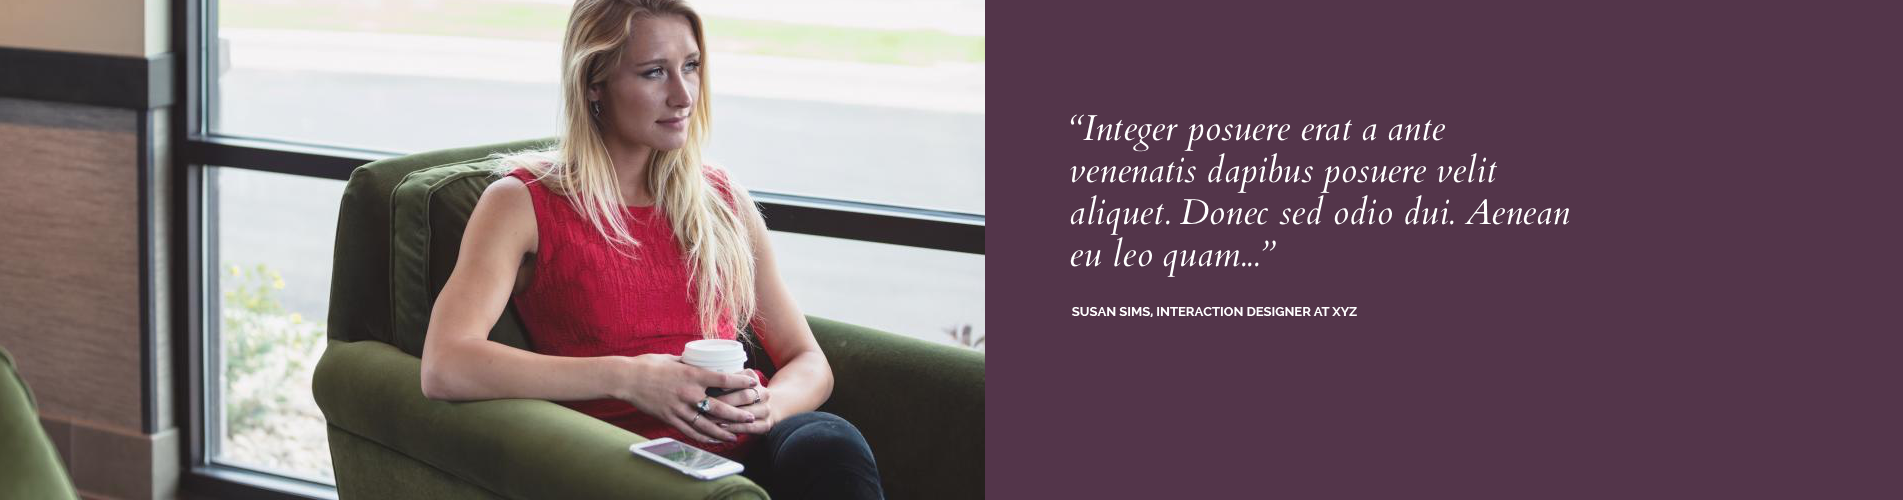 “Integer posuere erat a ante
venenatis dapibus posuere velit
aliquet. Donec sed odio dui. Aenean
eu leo quam...”
SUSAN SIMS, INTERACTION DESIGNER AT XYZ